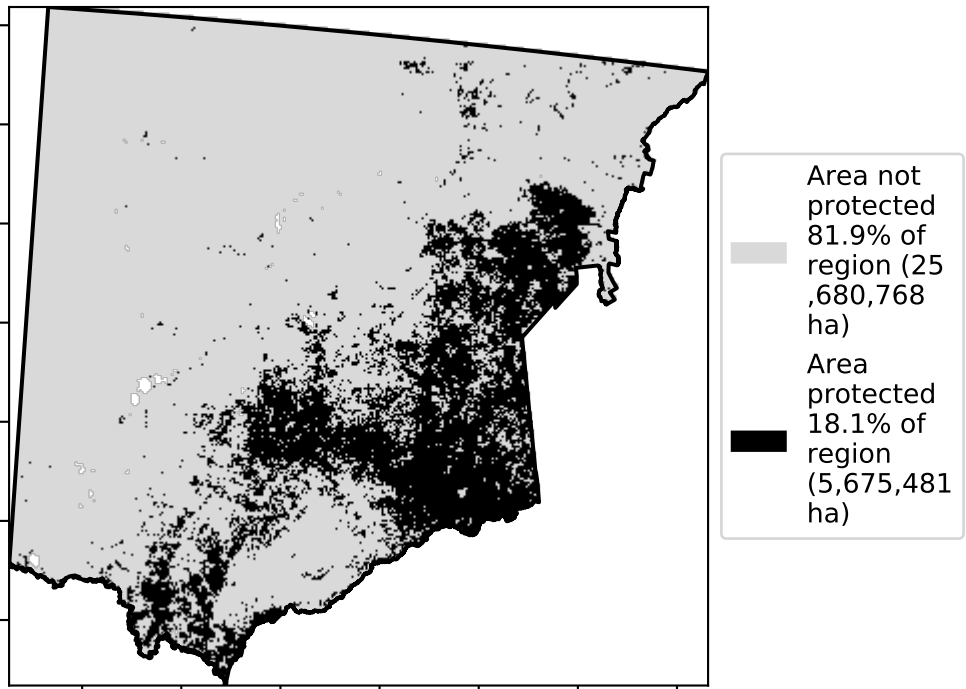 Area not
protected
81.9% of
region (25
,680,768
ha)
Area
protected
18.1% of
region
(5,675,481
ha)